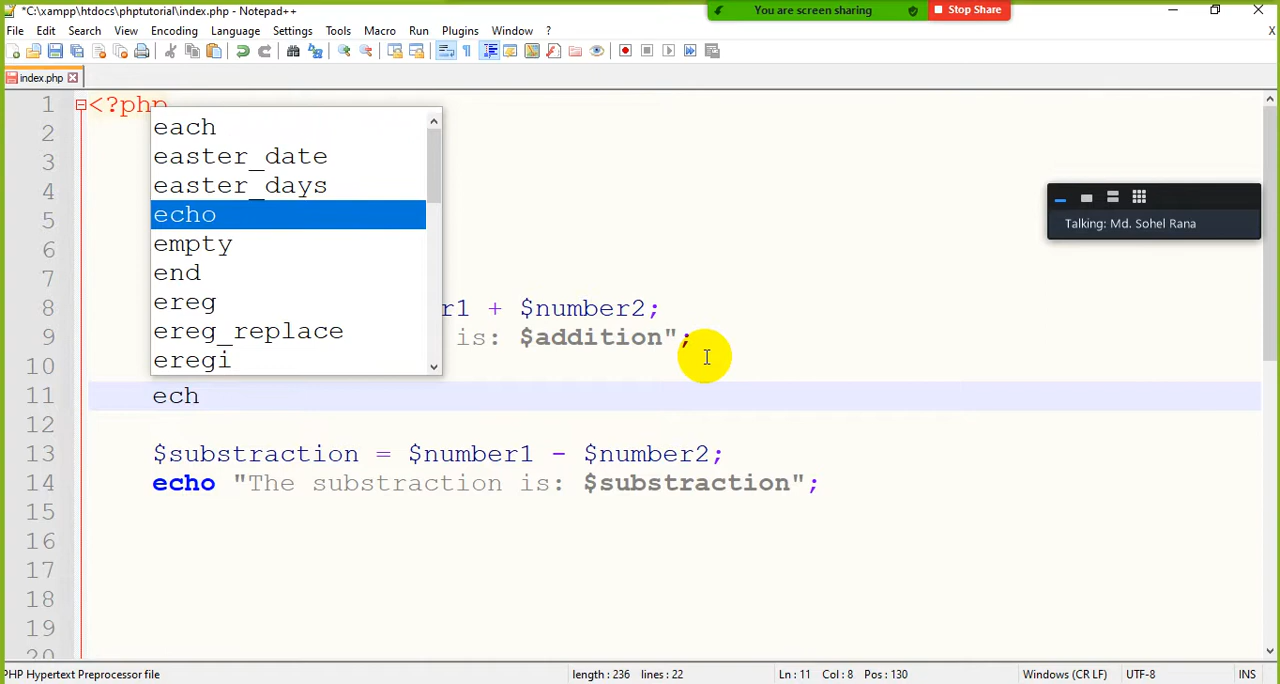 *C:\xampp\htdocs\phptutorial\index.php - Notepad++
You are screen sharing
Stop Share
File Edit Search View Encoding Language Settings Tools Macro Run Plugins Window ?
X
index.php
1 <?php
2
3
4
5
6
7
8 r1 + $number2;
9 is: $addition";
10
11 ech
12
13 $substraction = $number1 - $number2;
14 echo "The substraction is: $substraction";
15
16
17
18
19
20
each
easter_date
easter_days
echo
empty
end
ereg
ereg_replace
eregi
Talking: Md. Sohel Rana
PHP Hypertext Preprocessor file
length : 236 lines : 22
Ln : 11 Col : 8 Pos : 130
Windows (CR LF)
UTF-8
INS